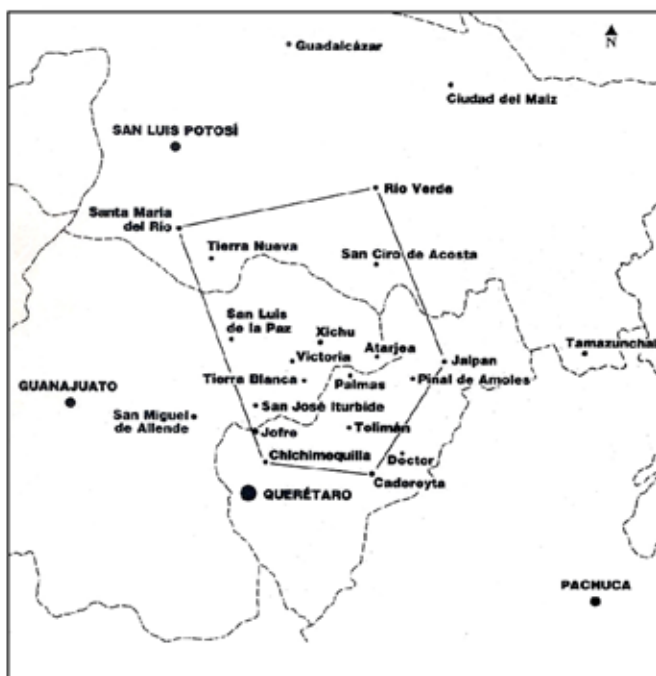 Guadalcázar
N
Ciudad del Maíz
SAN LUIS POTOSÍ
Río Verde
Santa María
del Río
Tierra Nueva
San Ciro de Acosta
San Luis
de la Paz
Xichu
Victoria
Atarjea
Jalpan
Tamazunchal
GUANAJUATO
Tierra Blanca
Palmas
Pinal de Amoles
San Miguel
de Allende
San José Iturbide
Jofre
Tolimán
Chichimequilla
Doctor
Cadereyta
QUERÉTARO
PACHUCA